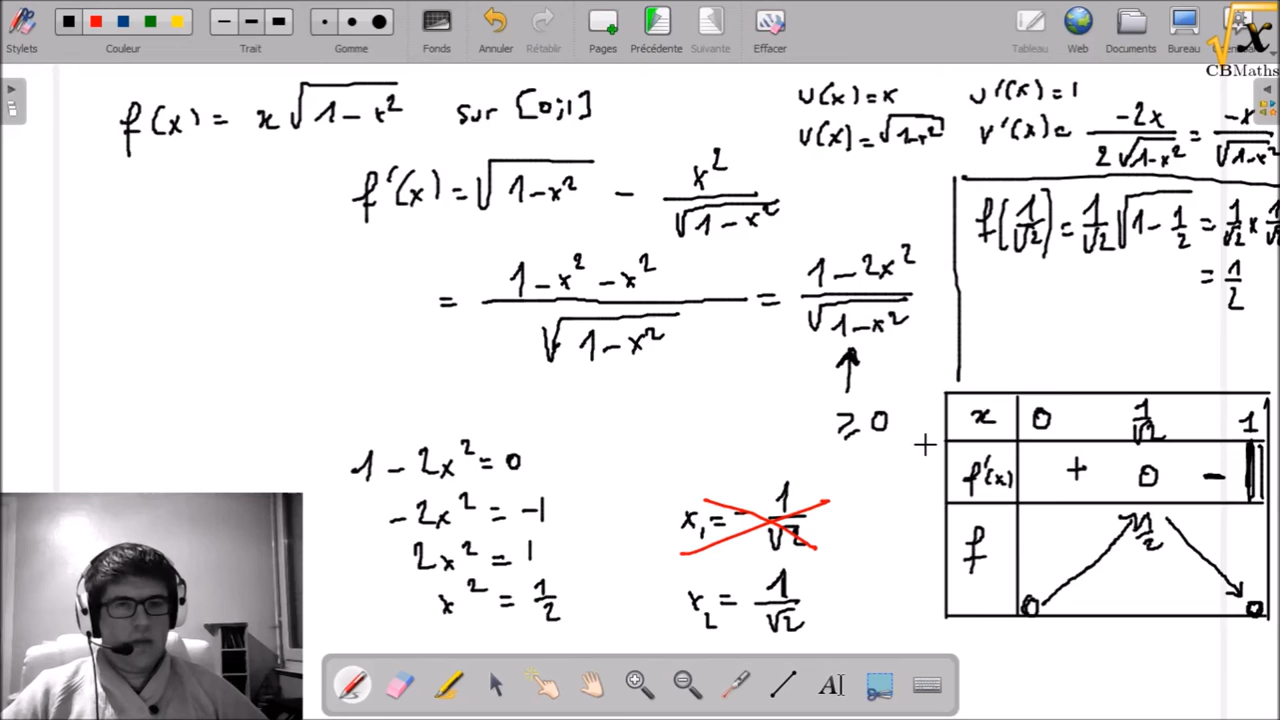 Stylets Couleur Trait Gomme Fonds Annuler Rétablir Pages Précédente Suivante Effacer Tableau Web Documents Bureau
CBMaths
f(x) = x√(1-x²) sur [0;1]
u(x)=x u'(x)=1
v(x)=√(1-x²) v'(x)= -2x/(2√(1-x²)) = -x/√(1-x²)
f'(x) = √(1-x²) - x²/√(1-x²)
= (1-x²-x²)/√(1-x²) = (1-2x²)/√(1-x²)
≥ 0
f(1/√2) = 1/√2 √(1-1/2) = 1/√2 ×
= 1/2
1-2x² = 0
-2x² = -1
2x² = 1
x² = 1/2
x₁ = -1/√2
x₂ = 1/√2
x 0 1/√2 1
f'(x) + 0 - ||
f 0 1/2 0